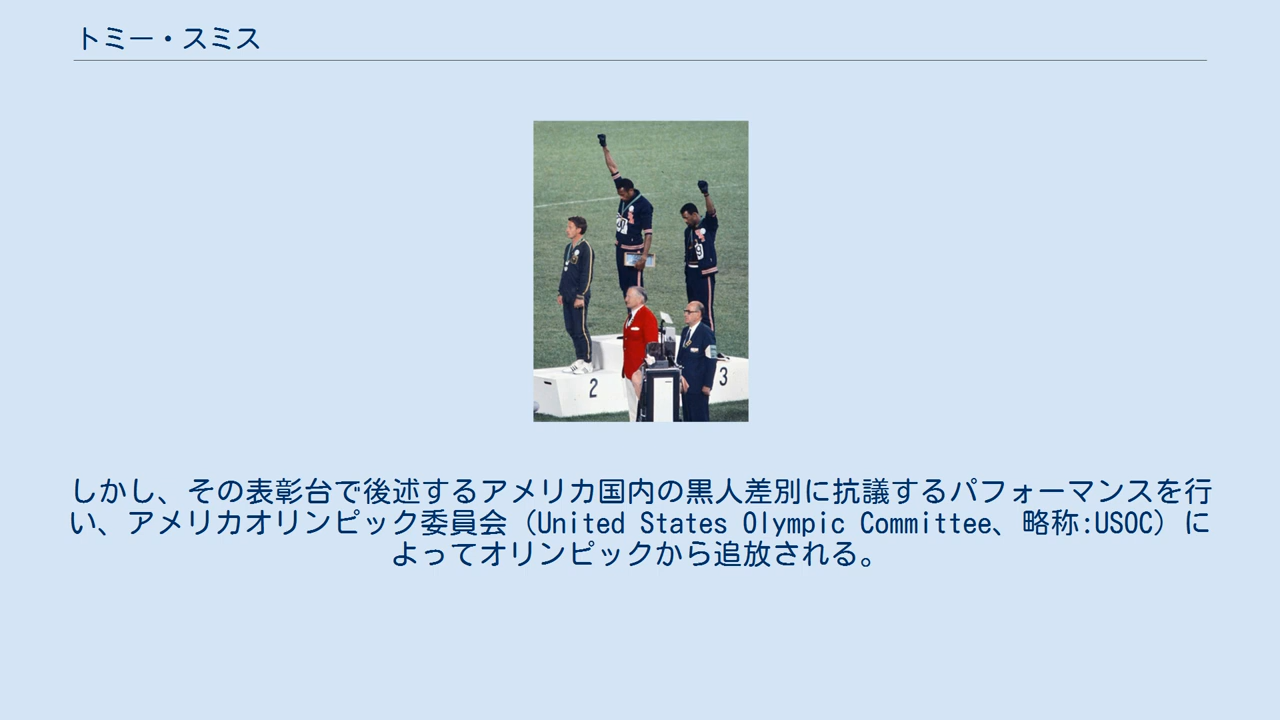 トミー・スミス
2
3
しかし、その表彰台で後述するアメリカ国内の黒人差別に抗議するパフォーマンスを行
い、アメリカオリンピック委員会（United States Olympic Committee、略称:USOC）に
よってオリンピックから追放される。